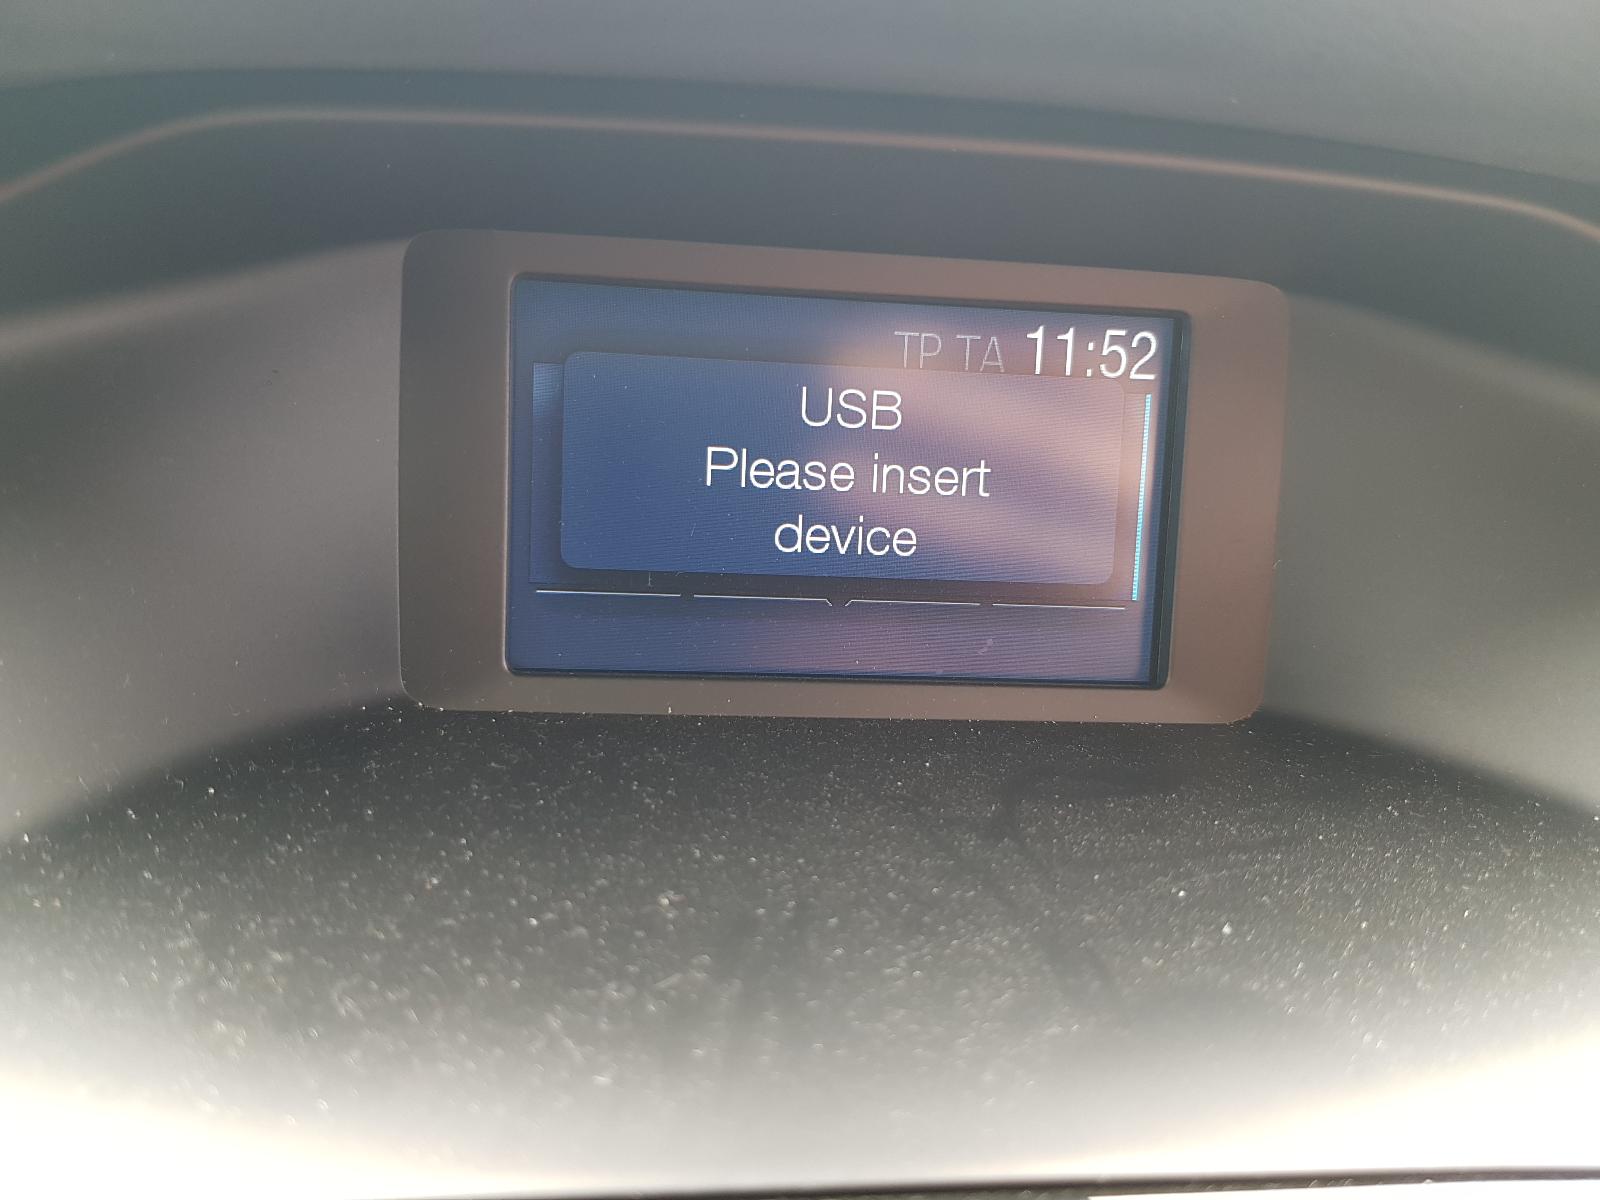 TP TA 11:52
USB
Please insert
device